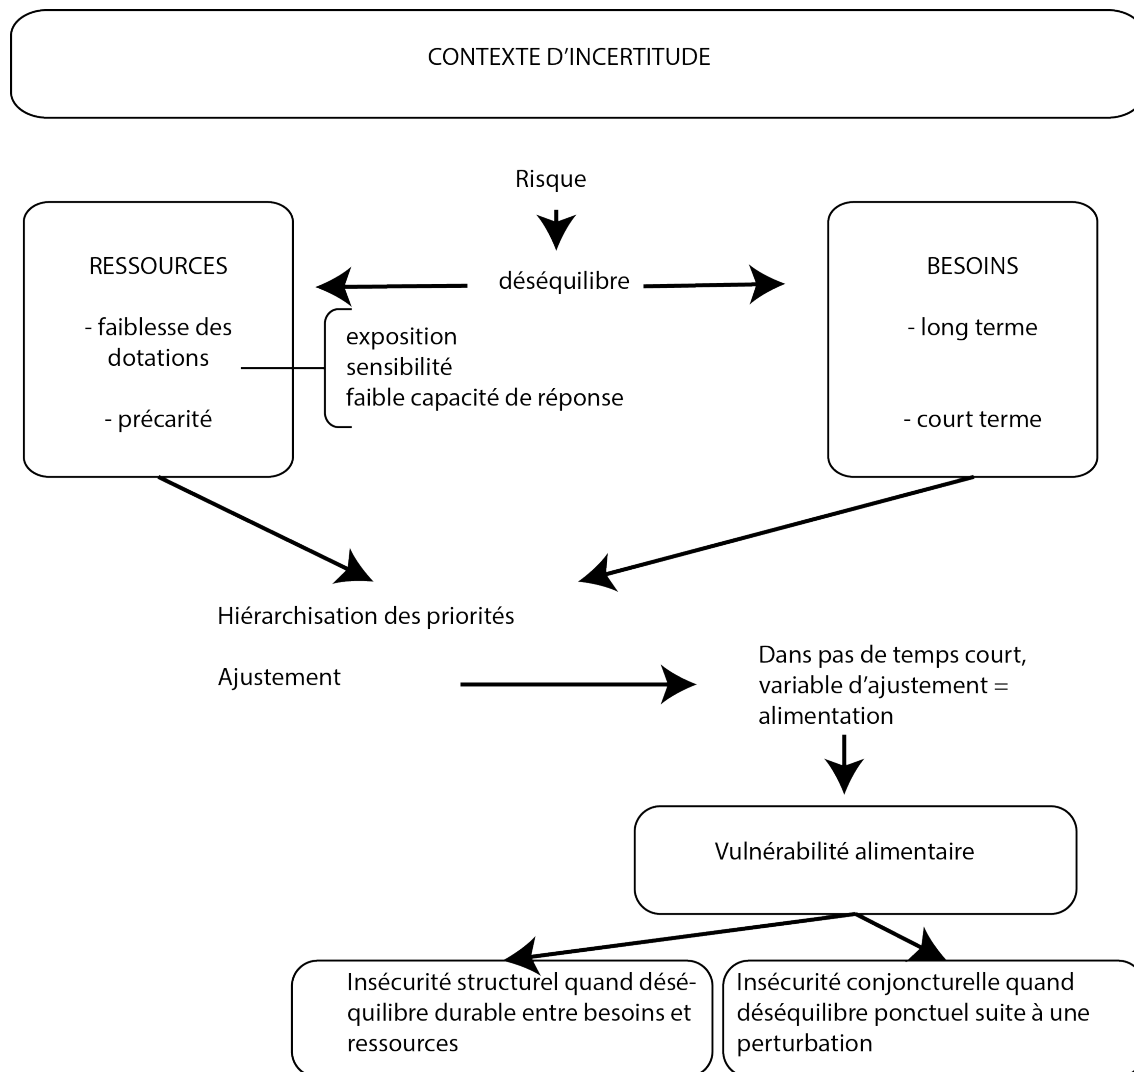 CONTEXTE D’INCERTITUDE
Risque
déséquilibre
RESSOURCES
- faiblesse des
dotations
- précarité
exposition
sensibilité
faible capacité de réponse
BESOINS
- long terme
- court terme
Hiérarchisation des priorités
Ajustement
Dans pas de temps court,
variable d’ajustement =
alimentation
Vulnérabilité alimentaire
Insécurité structurel quand désé-
quilibre durable entre besoins et
ressources
Insécurité conjoncturelle quand
déséquilibre ponctuel suite à une
perturbation